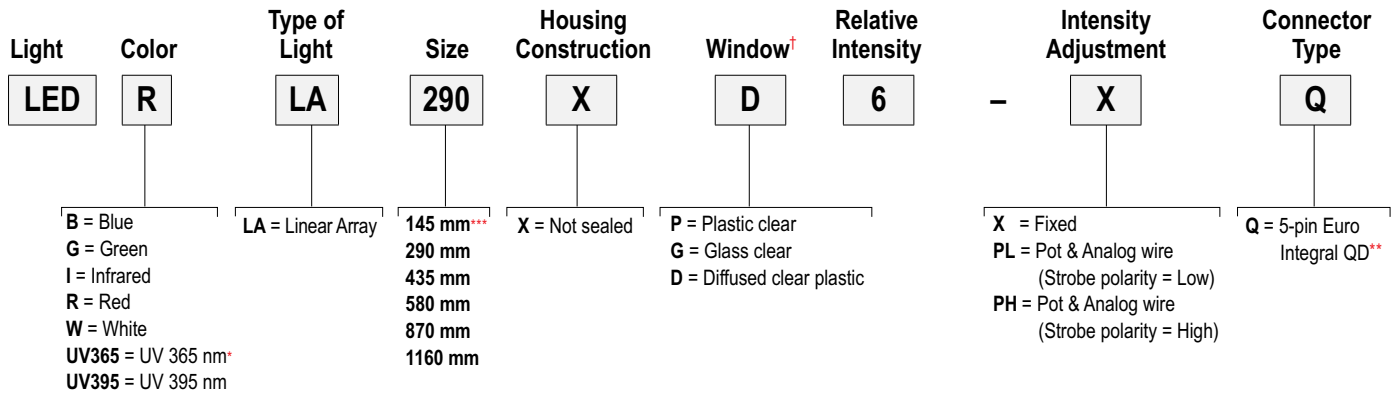 Light Color Type of Light Size Housing Construction Window† Relative Intensity Intensity Adjustment Connector Type
LED R LA 290 X D 6 – X Q
B = Blue
G = Green
I = Infrared
R = Red
W = White
UV365 = UV 365 nm*
UV395 = UV 395 nm
LA = Linear Array
145 mm***
290 mm
435 mm
580 mm
870 mm
1160 mm
X = Not sealed
P = Plastic clear
G = Glass clear
D = Diffused clear plastic
X = Fixed
PL = Pot & Analog wire
(Strobe polarity = Low)
PH = Pot & Analog wire
(Strobe polarity = High)
Q = 5-pin Euro
Integral QD**